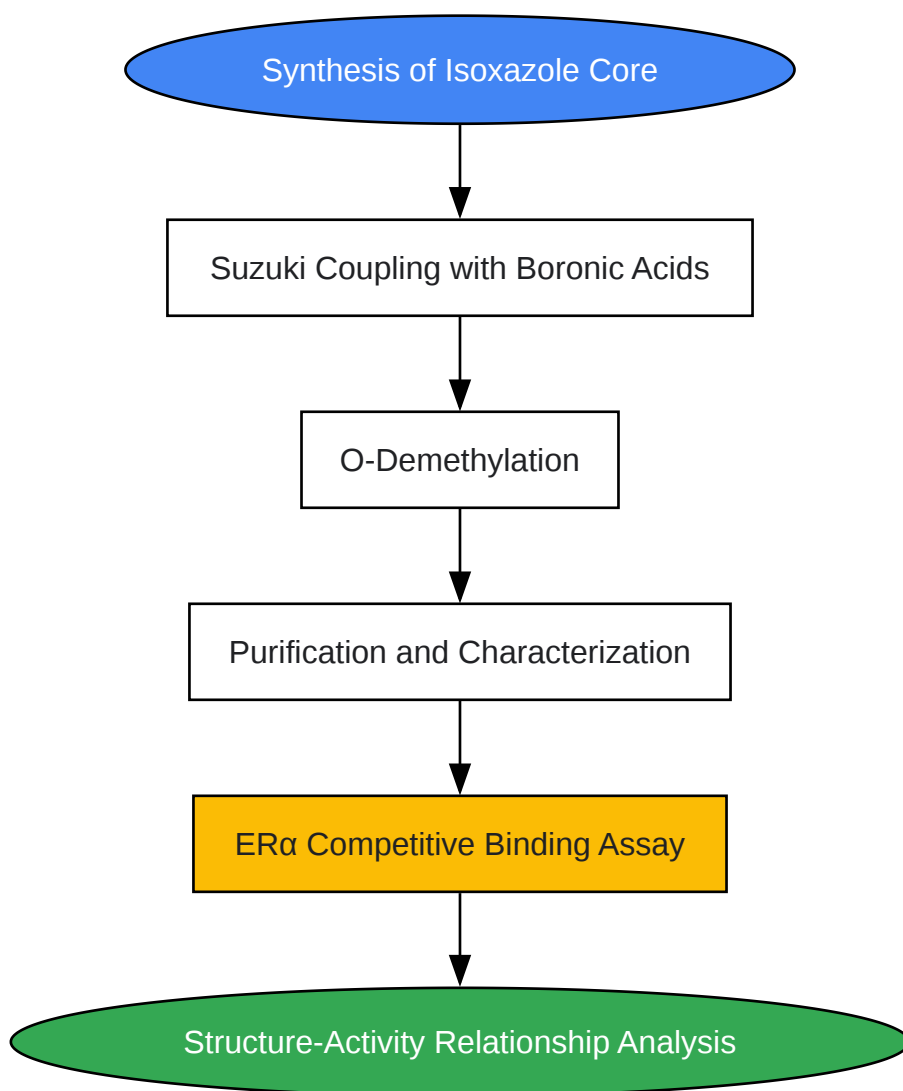 Synthesis of Isoxazole Core
Suzuki Coupling with Boronic Acids
O-Demethylation
Purification and Characterization
ERα Competitive Binding Assay
Structure-Activity Relationship Analysis